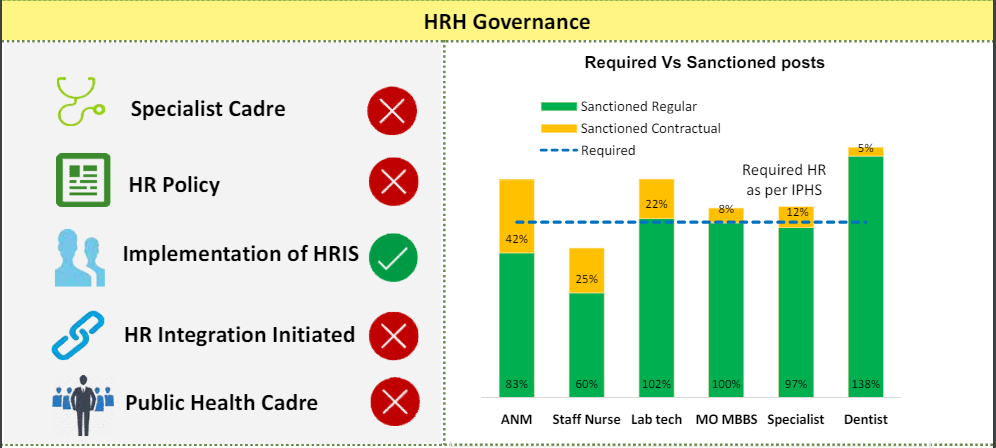 HRH Governance
Specialist Cadre
HR Policy
Implementation of HRIS
HR Integration Initiated
Public Health Cadre
Required Vs Sanctioned posts
Sanctioned Regular
Sanctioned Contractual
Required
Required HR
as per IPHS
42%
25%
22%
8%
12%
5%
83%
60%
102%
100%
97%
138%
ANM
Staff Nurse
Lab tech
MO MBBS
Specialist
Dentist